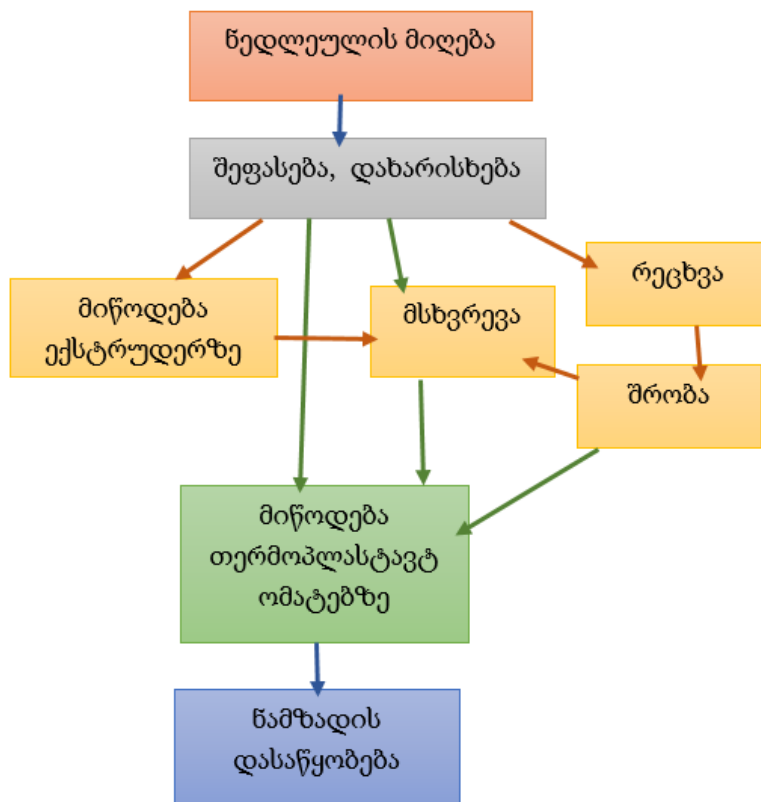 ნედლეულის მიღება
შეფასება, დახარისხება
რეცხვა
მიწოდება
ექსტრუდერზე
მსხვრევა
შრობა
მიწოდება
თერმოპლასტავტ
ომატებზე
ნამზადის
დასაწყობება